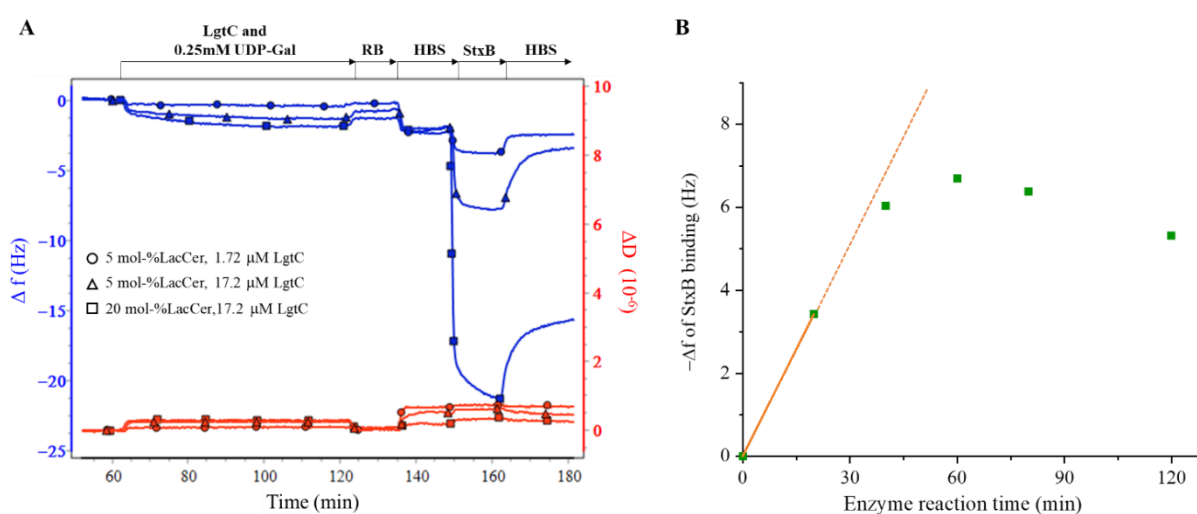 A
LgtC and
0.25mM UDP-Gal
RB
HBS
StxB
HBS
0
−5
−10
−15
−20
−25
Δ f (Hz)
5 mol-%LacCer, 1.72 μM LgtC
5 mol-%LacCer, 17.2 μM LgtC
20 mol-%LacCer,17.2 μM LgtC
10
8
6
4
2
0
ΔD (10⁻⁶)
60
80
100
120
140
160
180
Time (min)
B
8
6
4
2
0
−Δf of StxB binding (Hz)
0
30
60
90
120
Enzyme reaction time (min)